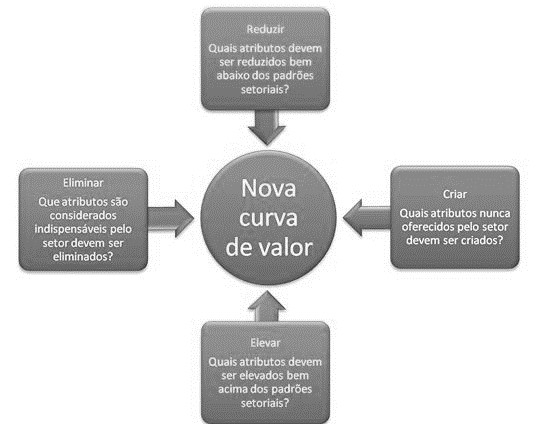 Reduzir
Quais atributos devem
ser reduzidos bem
abaixo dos padrões
setoriais?
Eliminar
Que atributos são
considerados
indispensáveis pelo
setor devem ser
eliminados?
Nova
curva
de valor
Criar
Quais atributos nunca
oferecidos pelo setor
devem ser criados?
Elevar
Quais atributos devem
ser elevados bem
acima dos padrões
setoriais?